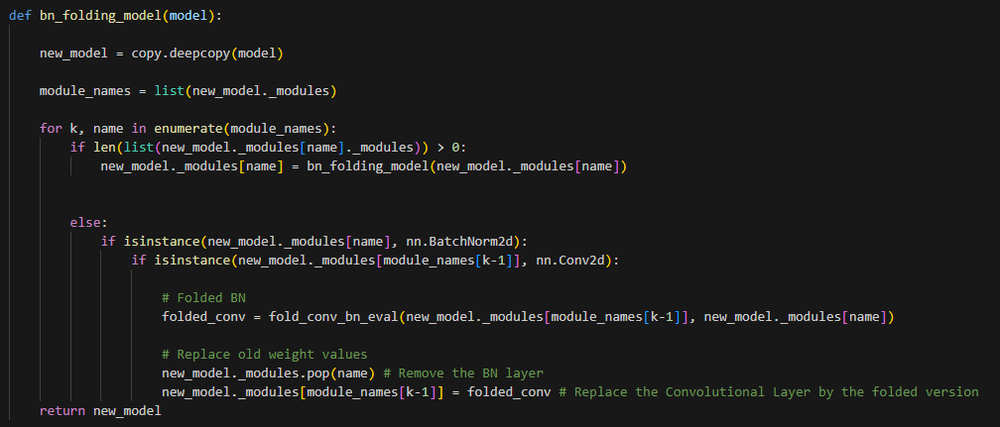 def bn_folding_model(model):
new_model = copy.deepcopy(model)
module_names = list(new_model._modules)
for k, name in enumerate(module_names):
if len(list(new_model._modules[name]._modules)) > 0:
new_model._modules[name] = bn_folding_model(new_model._modules[name])
else:
if isinstance(new_model._modules[name], nn.BatchNorm2d):
if isinstance(new_model._modules[module_names[k-1]], nn.Conv2d):
# Folded BN
folded_conv = fold_conv_bn_eval(new_model._modules[module_names[k-1]], new_model._modules[name])
# Replace old weight values
new_model._modules.pop(name) # Remove the BN layer
new_model._modules[module_names[k-1]] = folded_conv # Replace the Convolutional Layer by the folded version
return new_model